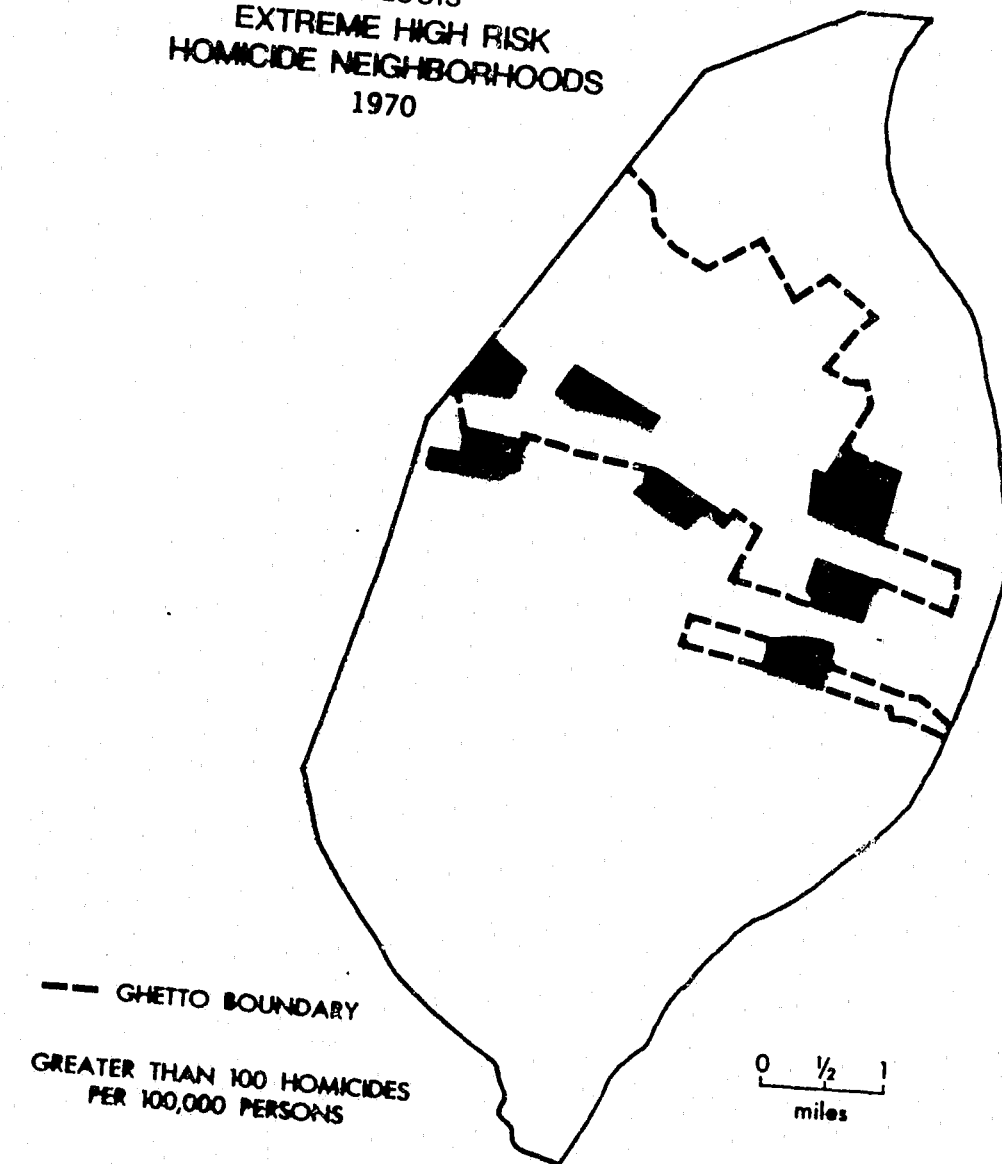 EXTREME HIGH RISK
HOMICIDE NEIGHBORHOODS
1970
GHETTO BOUNDARY
GREATER THAN 100 HOMICIDES
PER 100,000 PERSONS
0 ½ 1
miles